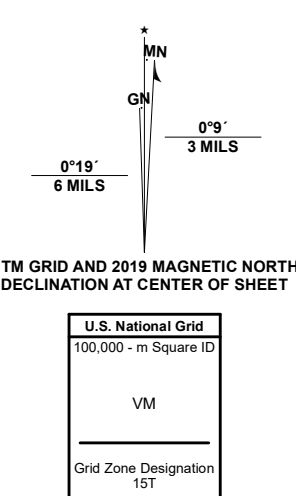 ★
MN
GN
0°9´
3 MILS
0°19´
6 MILS
TM GRID AND 2019 MAGNETIC NORTH
DECLINATION AT CENTER OF SHEET
U.S. National Grid
100,000 - m Square ID
VM
Grid Zone Designation
15T